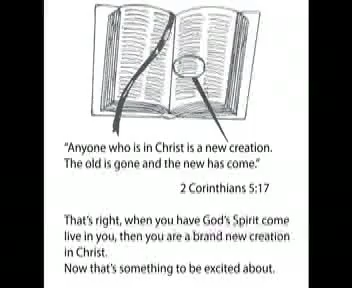 “Anyone who is in Christ is a new creation.
The old is gone and the new has come.”
2 Corinthians 5:17
That’s right, when you have God’s Spirit come
live in you, then you are a brand new creation
in Christ.
Now that’s something to be excited about.